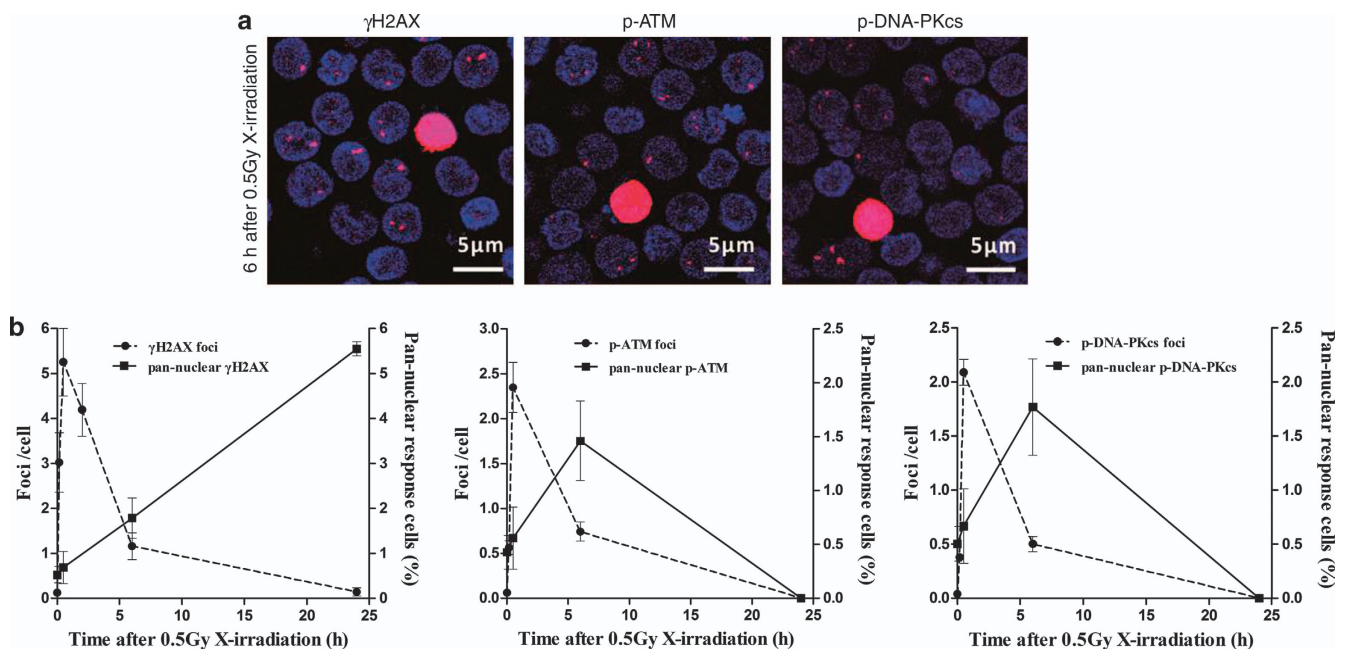 a
γH2AX
p-ATM
p-DNA-PKcs
6 h after 0.5Gy X-irradiation
5μm
5μm
5μm
b
6
5
4
3
2
1
0
Foci /cell
γH2AX foci
pan-nuclear γH2AX
6
5
4
3
2
1
0
Pan-nuclear response cells (%)
0 5 10 15 20 25
Time after 0.5Gy X-irradiation (h)
3.0
2.5
2.0
1.5
1.0
0.5
0.0
Foci /cell
p-ATM foci
pan-nuclear p-ATM
2.5
2.0
1.5
1.0
0.5
0.0
Pan-nuclear response cells (%)
0 5 10 15 20 25
Time after 0.5Gy X-irradiation (h)
2.5
2.0
1.5
1.0
0.5
0.0
Foci /cell
p-DNA-PKcs foci
pan-nuclear p-DNA-PKcs
2.5
2.0
1.5
1.0
0.5
0.0
Pan-nuclear response cells (%)
0 5 10 15 20 25
Time after 0.5Gy X-irradiation (h)